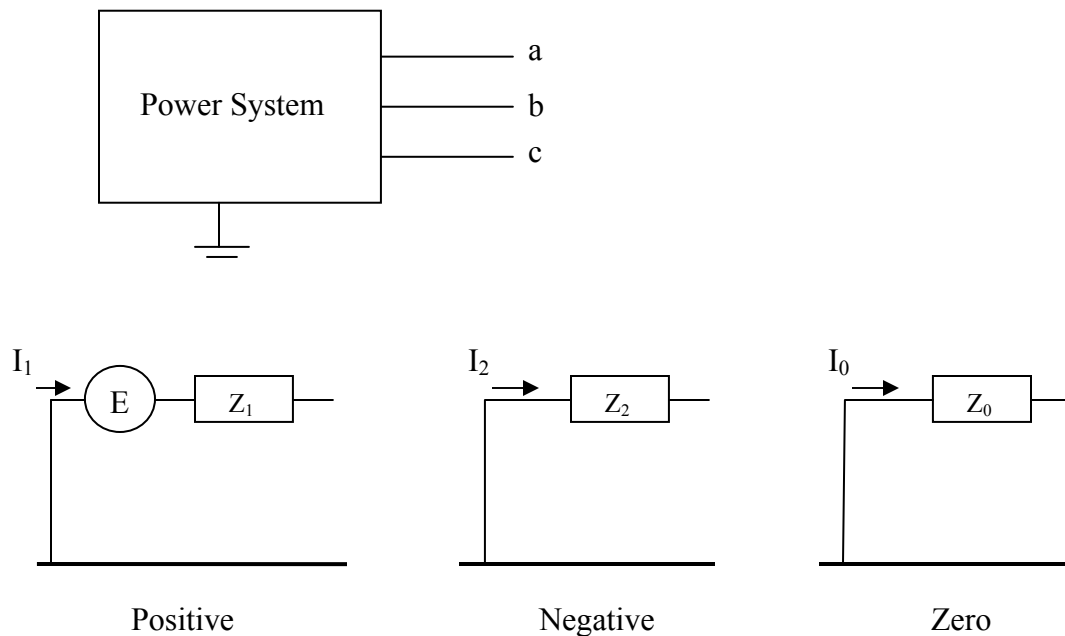 a
Power System
b
c
I₁
E
Z₁
I₂
Z₂
I₀
Z₀
Positive
Negative
Zero